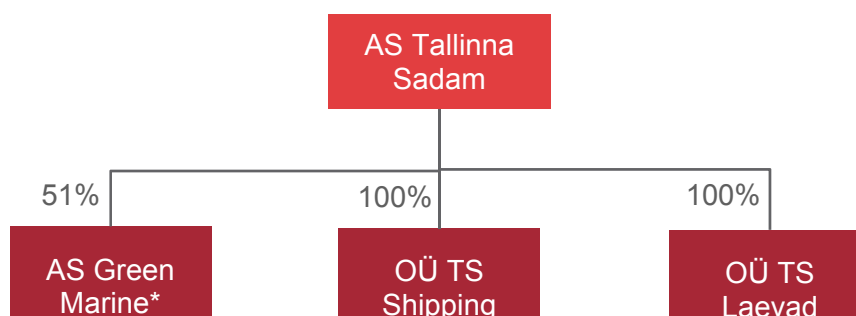 AS Tallinna
Sadam
51%
100%
100%
AS Green
Marine*
OÜ TS
Shipping
OÜ TS
Laevad